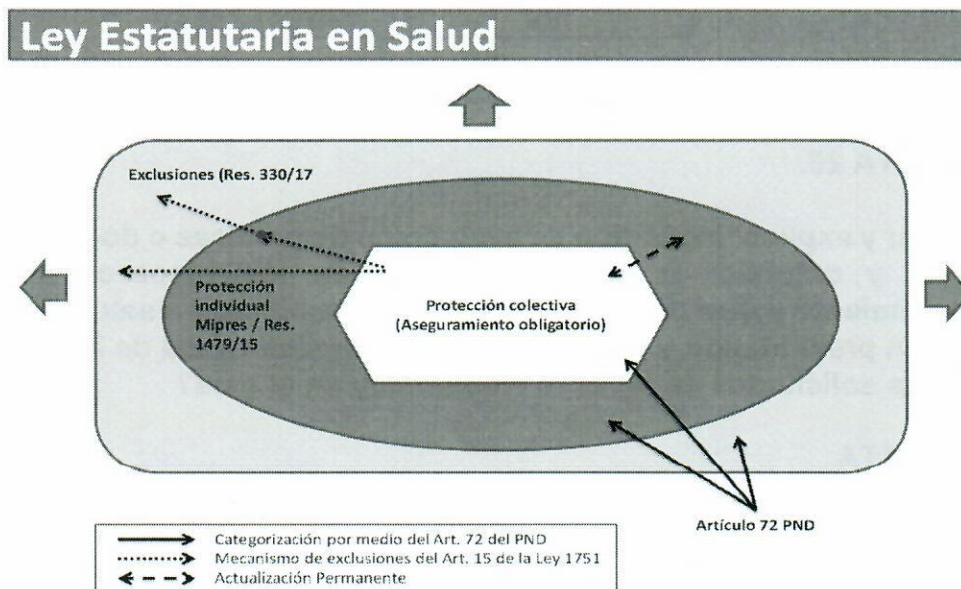 Ley Estatutaria en Salud
Exclusiones (Res. 330/17
Protección
individual
Mipres / Res.
1479/15
Protección colectiva
(Aseguramiento obligatorio)
Artículo 72 PND
Categorización por medio del Art. 72 del PND
Mecanismo de exclusiones del Art. 15 de la Ley 1751
Actualización Permanente